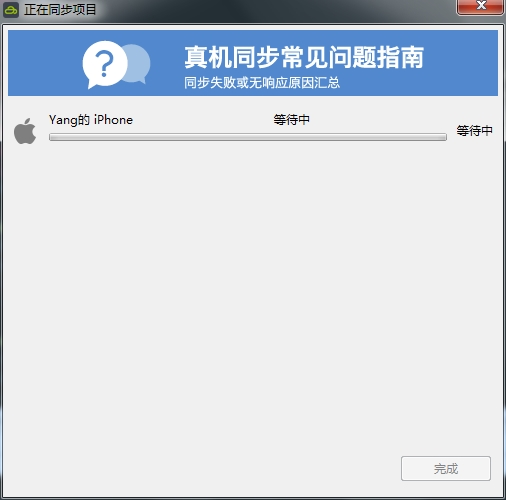 正在同步项目
?
真机同步常见问题指南
同步失败或无响应原因汇总
Yang的 iPhone
等待中
等待中
完成